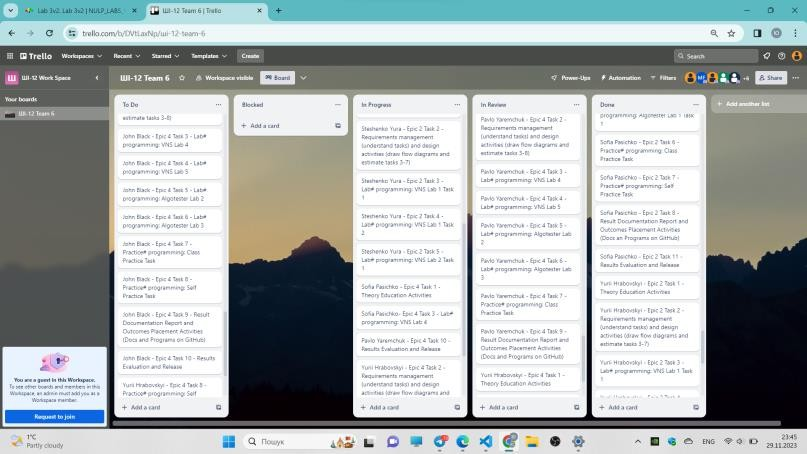 Lab 3v2. Lab 3v2 | NULP_LABS_
ШІ-12 Team 6 | Trello
trello.com/b/DVtLaxNp/ші-12-team-6
Trello
Workspaces
Recent
Starred
Templates
Create
Search
Ш
ШІ-12 Work Space
Your boards
ШІ-12 Team 6
ШІ-12 Team 6
Workspace visible
Board
Power-Ups
Automation
Filters
+6
Share
To Do
estimate tasks 3-8)
John Black - Epic 4 Task 3 - Lab#
programming: VNS Lab 4
John Black - Epic 4 Task 4 - Lab#
programming: VNS Lab 5
John Black - Epic 4 Task 5 - Lab#
programming: Algotester Lab 2
John Black - Epic 4 Task 6 - Lab#
programming: Algotester Lab 3
John Black - Epic 4 Task 7 -
Practice# programming: Class
Practice Task
John Black - Epic 4 Task 8 -
Practice# programming: Self
Practice Task
John Black - Epic 4 Task 9 - Result
Documentation Report and
Outcomes Placement Activities
(Docs and Programs on GitHub)
John Black - Epic 4 Task 10 - Results
Evaluation and Release
Yurii Hrabovskyi - Epic 4 Task 8 -
Practice# programming: Self
+ Add a card
Blocked
+ Add a card
In Progress
Steshenko Yura - Epic 2 Task 2 -
Requirements management
(understand tasks) and design
activities (draw flow diagrams and
estimate tasks 3-7)
Steshenko Yura - Epic 2 Task 3 -
Lab# programming: VNS Lab 1 Task
1
Steshenko Yura - Epic 2 Task 4 -
Lab# programming: VNS Lab 1 Task
2
Steshenko Yura - Epic 2 Task 5 -
Lab# programming: VNS Lab 2 Task
1
Sofia Pasichko - Epic 4 Task 1 -
Theory Education Activities
Sofia Pasichko- Epic 4 Task 3 - Lab#
programming: VNS Lab 4
Pavlo Yaremchuk - Epic 4 Task 10 -
Results Evaluation and Release
Yurii Hrabovskyi - Epic 4 Task 2 -
Requirements management
(understand tasks) and design
activities (draw flow diagrams and
+ Add a card
In Review
Pavlo Yaremchuk - Epic 4 Task 2 -
Requirements management
(understand tasks) and design
activities (draw flow diagrams and
estimate tasks 3-8)
Pavlo Yaremchuk - Epic 4 Task 3 -
Lab# programming: VNS Lab 4
Pavlo Yaremchuk - Epic 4 Task 4 -
Lab# programming: VNS Lab 5
Pavlo Yaremchuk - Epic 4 Task 5 -
Lab# programming: Algotester Lab
2
Pavlo Yaremchuk - Epic 4 Task 6 -
Lab# programming: Algotester Lab
3
Pavlo Yaremchuk - Epic 4 Task 7 -
Practice# programming: Class
Practice Task
Pavlo Yaremchuk - Epic 4 Task 9 -
Result Documentation Report and
Outcomes Placement Activities
(Docs and Programs on GitHub)
Yurii Hrabovskyi - Epic 4 Task 1 -
Theory Education Activities
+ Add a card
Done
programming: Algotester Lab 1 Task
1
Sofia Pasichko - Epic 2 Task 6 -
Practice# programming: Class
Practice Task
Sofia Pasichko - Epic 2 Task 7 -
Practice# programming: Self
Practice Task
Sofia Pasichko - Epic 2 Task 8 -
Result Documentation Report and
Outcomes Placement Activities
(Docs an Programs on GitHub)
Sofia Pasichko - Epic 2 Task 11 -
Results Evaluation and Release
Yurii Hrabovskyi - Epic 2 Task 1 -
Theory Education Activities
Yurii Hrabovskyi - Epic 2 Task 2 -
Requirements management
(understand tasks) and design
activities (draw flow diagrams and
estimate tasks 3-7)
Yurii Hrabovskyi - Epic 2 Task 3 -
Lab# programming: VNS Lab 1 Task
1
+ Add a card
+ Add another list
You are a guest in this Workspace.
To see other boards and members in this
Workspace, an admin must add you as a
Workspace member.
Request to join
1°C
Partly cloudy
Пошук
ENG
23:45
29.11.2023